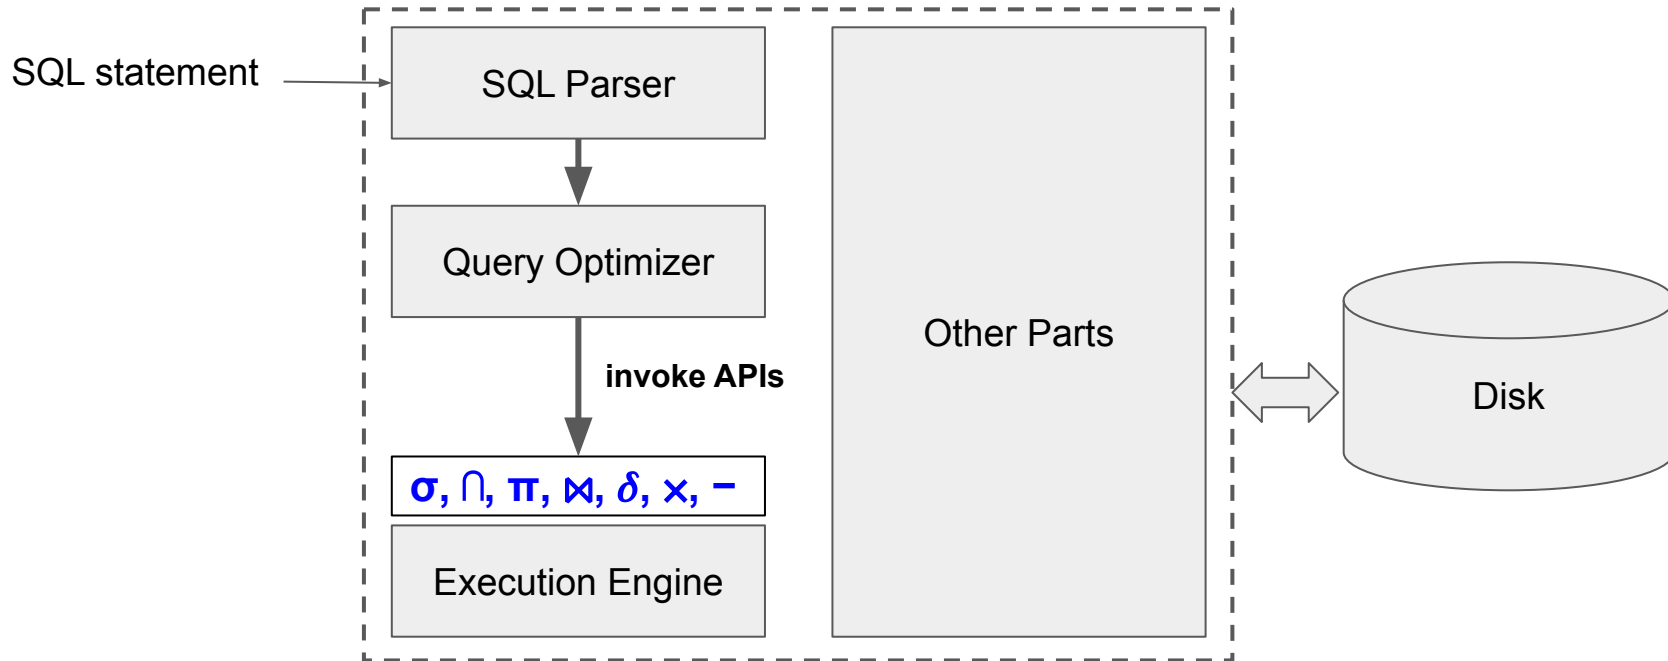 SQL statement
SQL Parser
Query Optimizer
invoke APIs
σ, ∩, π, ⋈, δ, ×, −
Execution Engine
Other Parts
Disk